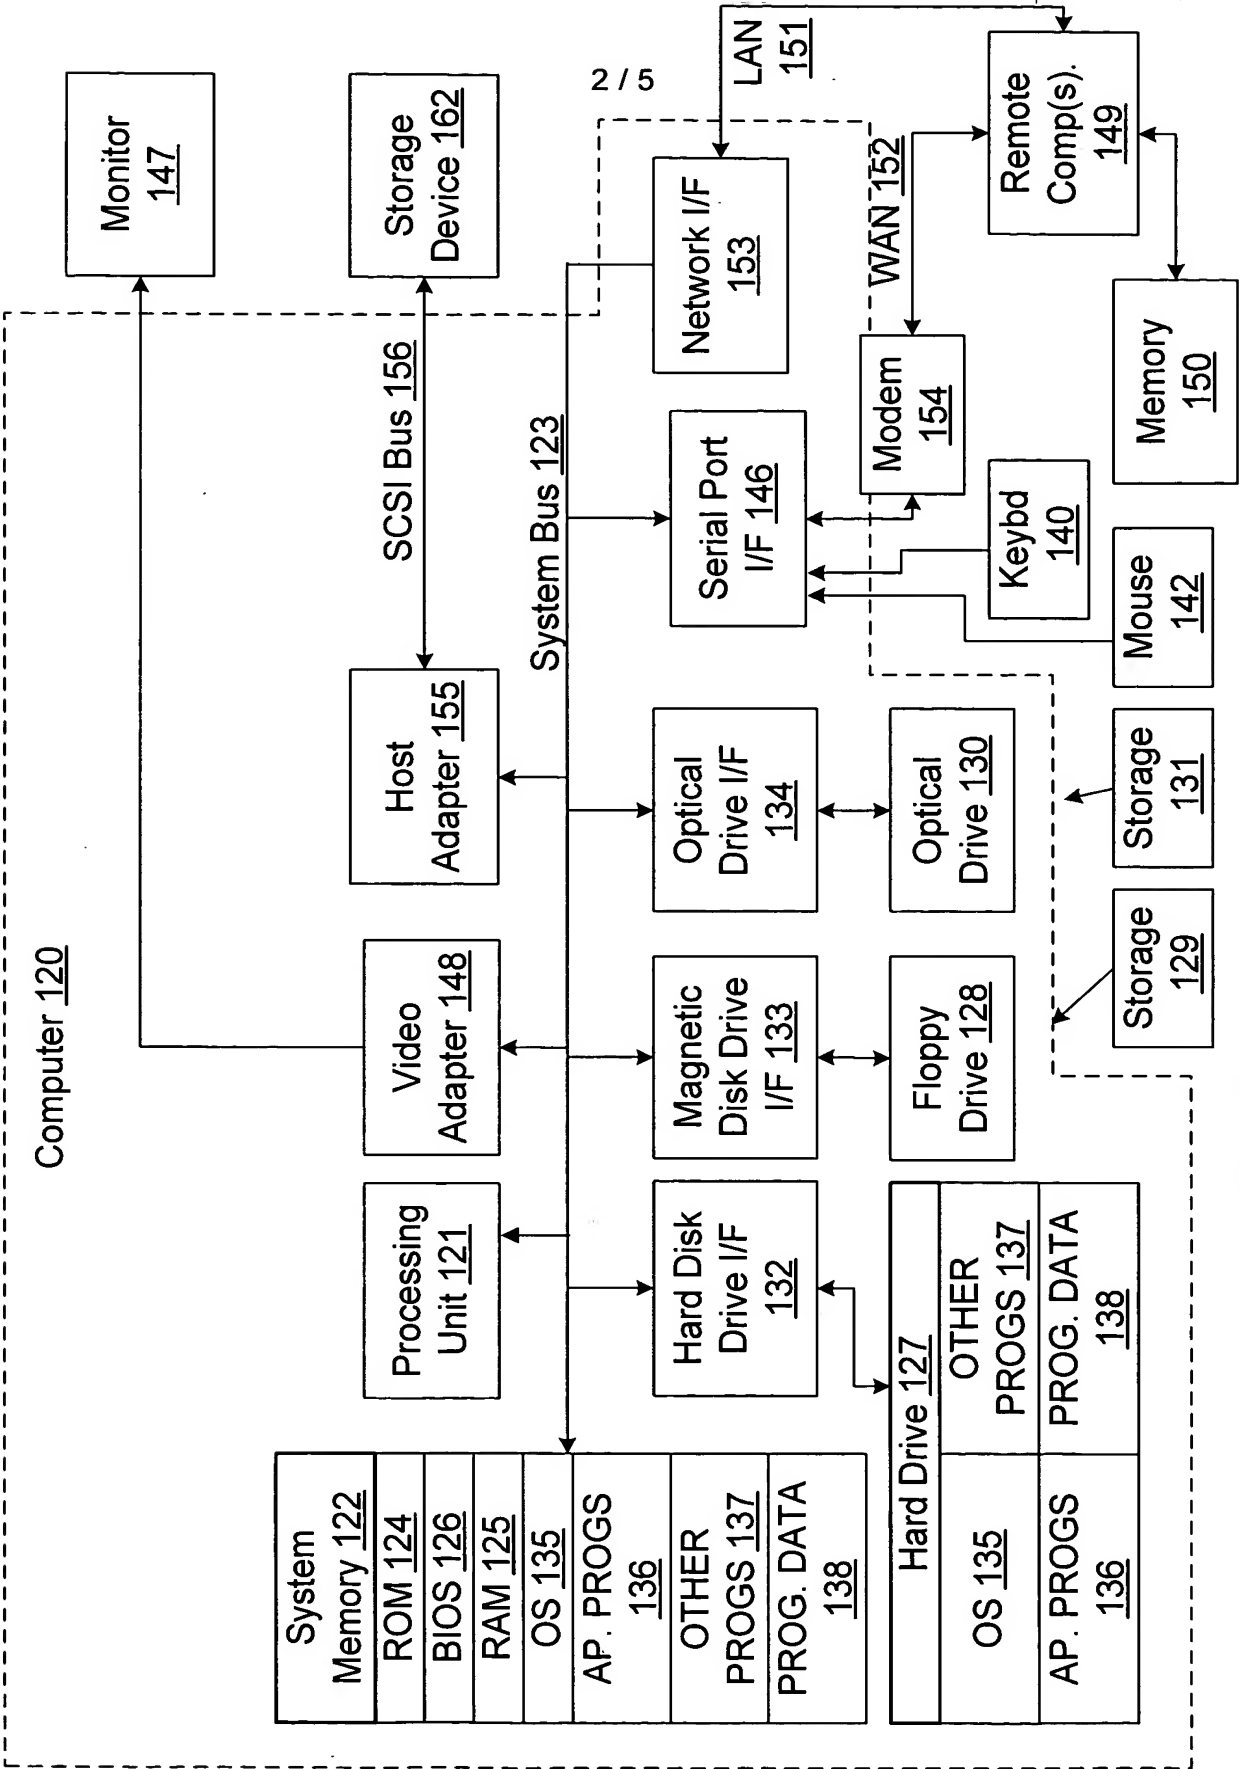 2 / 5
Computer 120
Monitor
147
Storage
Device 162
SCSI Bus 156
Host
Adapter 155
Video
Adapter 148
Processing
Unit 121
System Bus 123
System
Memory 122
ROM 124
BIOS 126
RAM 125
OS 135
AP. PROGS
136
OTHER
PROGS 137
PROG. DATA
138
Hard Disk
Drive I/F
132
Magnetic
Disk Drive
I/F 133
Optical
Drive I/F
134
Serial Port
I/F 146
Network I/F
153
LAN
151
Hard Drive 127
OS 135
OTHER
PROGS 137
AP. PROGS
136
PROG. DATA
138
Floppy
Drive 128
Optical
Drive 130
Modem
154
WAN 152
Remote
Comp(s).
149
Keybd
140
Storage
129
Storage
131
Mouse
142
Memory
150